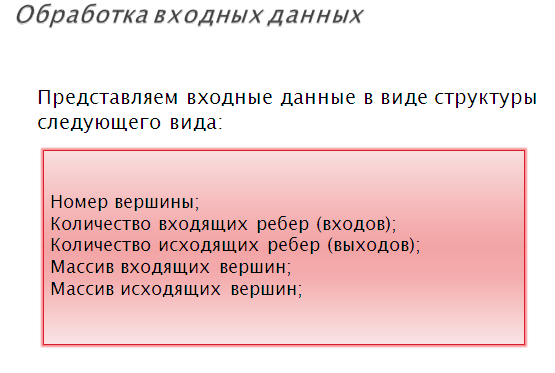 Обработка входных данных
Представляем входные данные в виде структуры
следующего вида:
Номер вершины;
Количество входящих ребер (входов);
Количество исходящих ребер (выходов);
Массив входящих вершин;
Массив исходящих вершин;